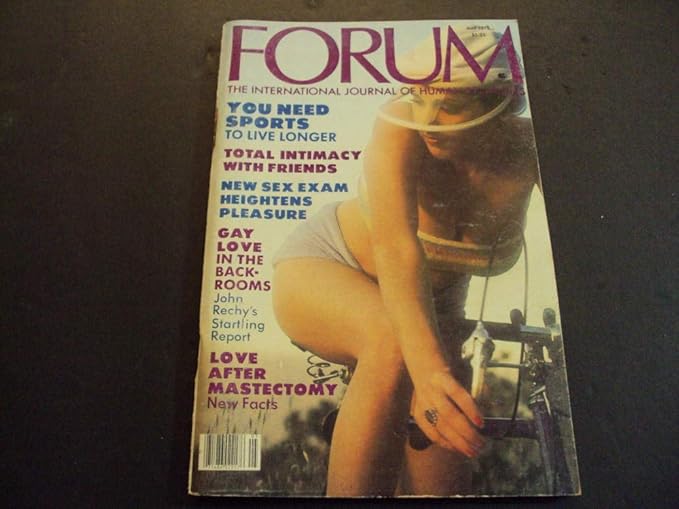 FORUM
THE INTERNATIONAL JOURNAL OF HUMAN
YOU NEED
SPORTS
TO LIVE LONGER
TOTAL INTIMACY
WITH FRIENDS
NEW SEX EXAM
HEIGHTENS
PLEASURE
GAY
LOVE
IN THE
BACK-
ROOMS
John
Rechy's
Startling
Report
LOVE
AFTER
MASTECTOMY
New Facts